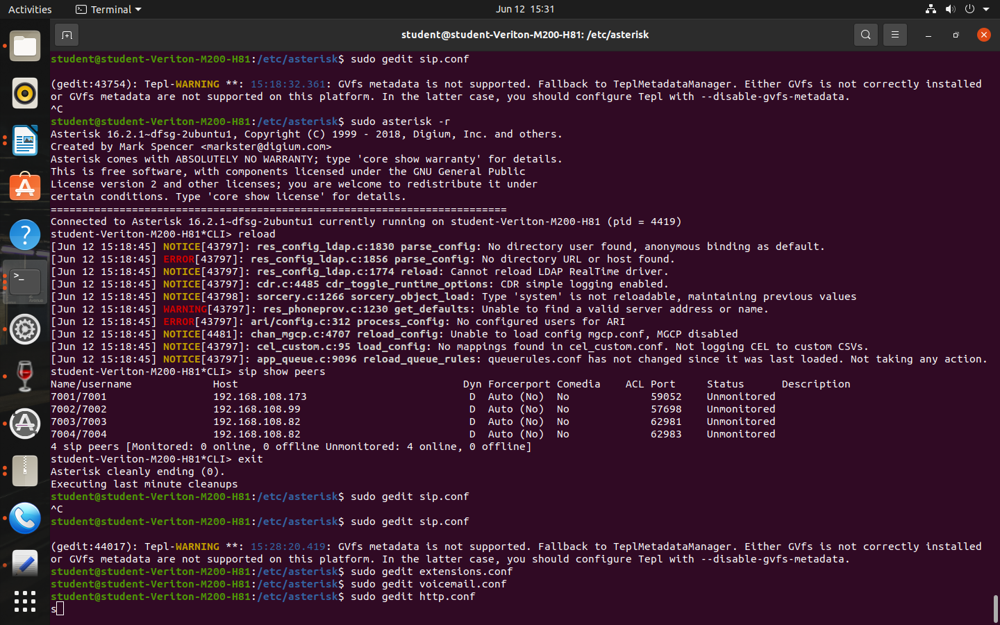 Activities
Terminal
Jun 12 15:31
student@student-Veriton-M200-H81: /etc/asterisk
student@student-Veriton-M200-H81:/etc/asterisk$ sudo gedit sip.conf
(gedit:43754): Tepl-WARNING **: 15:18:32.361: GVfs metadata is not supported. Fallback to TeplMetadataManager. Either GVfs is not correctly installed
or GVfs metadata are not supported on this platform. In the latter case, you should configure Tepl with --disable-gvfs-metadata.
^C
student@student-Veriton-M200-H81:/etc/asterisk$ sudo asterisk -r
Asterisk 16.2.1~dfsg-2ubuntu1, Copyright (C) 1999 - 2018, Digium, Inc. and others.
Created by Mark Spencer <markster@digium.com>
Asterisk comes with ABSOLUTELY NO WARRANTY; type 'core show warranty' for details.
This is free software, with components licensed under the GNU General Public
License version 2 and other licenses; you are welcome to redistribute it under
certain conditions. Type 'core show license' for details.
=========================================================================
Connected to Asterisk 16.2.1~dfsg-2ubuntu1 currently running on student-Veriton-M200-H81 (pid = 4419)
student-Veriton-M200-H81*CLI> reload
[Jun 12 15:18:45] NOTICE[43797]: res_config_ldap.c:1830 parse_config: No directory user found, anonymous binding as default.
[Jun 12 15:18:45] ERROR[43797]: res_config_ldap.c:1856 parse_config: No directory URL or host found.
[Jun 12 15:18:45] NOTICE[43797]: res_config_ldap.c:1774 reload: Cannot reload LDAP RealTime driver.
[Jun 12 15:18:45] NOTICE[43797]: cdr.c:4485 cdr_toggle_runtime_options: CDR simple logging enabled.
[Jun 12 15:18:45] NOTICE[43798]: sorcery.c:1266 sorcery_object_load: Type 'system' is not reloadable, maintaining previous values
[Jun 12 15:18:45] WARNING[43797]: res_phoneprov.c:1230 get_defaults: Unable to find a valid server address or name.
[Jun 12 15:18:45] ERROR[43797]: ari/config.c:312 process_config: No configured users for ARI
[Jun 12 15:18:45] NOTICE[4481]: chan_mgcp.c:4707 reload_config: Unable to load config mgcp.conf, MGCP disabled
[Jun 12 15:18:45] NOTICE[43797]: cel_custom.c:95 load_config: No mappings found in cel_custom.conf. Not logging CEL to custom CSVs.
[Jun 12 15:18:45] NOTICE[43797]: app_queue.c:9096 reload_queue_rules: queuerules.conf has not changed since it was last loaded. Not taking any action.
student-Veriton-M200-H81*CLI> sip show peers
Name/username Host Dyn Forcerport Comedia ACL Port Status Description
7001/7001 192.168.108.173 D Auto (No) No 59052 Unmonitored
7002/7002 192.168.108.99 D Auto (No) No 57698 Unmonitored
7003/7003 192.168.108.82 D Auto (No) No 62981 Unmonitored
7004/7004 192.168.108.82 D Auto (No) No 62983 Unmonitored
4 sip peers [Monitored: 0 online, 0 offline Unmonitored: 4 online, 0 offline]
student-Veriton-M200-H81*CLI> exit
Asterisk cleanly ending (0).
Executing last minute cleanups
student@student-Veriton-M200-H81:/etc/asterisk$ sudo gedit sip.conf
^C
student@student-Veriton-M200-H81:/etc/asterisk$ sudo gedit sip.conf
(gedit:44017): Tepl-WARNING **: 15:28:20.419: GVfs metadata is not supported. Fallback to TeplMetadataManager. Either GVfs is not correctly installed
or GVfs metadata are not supported on this platform. In the latter case, you should configure Tepl with --disable-gvfs-metadata.
student@student-Veriton-M200-H81:/etc/asterisk$ sudo gedit extensions.conf
student@student-Veriton-M200-H81:/etc/asterisk$ sudo gedit voicemail.conf
student@student-Veriton-M200-H81:/etc/asterisk$ sudo gedit http.conf
s